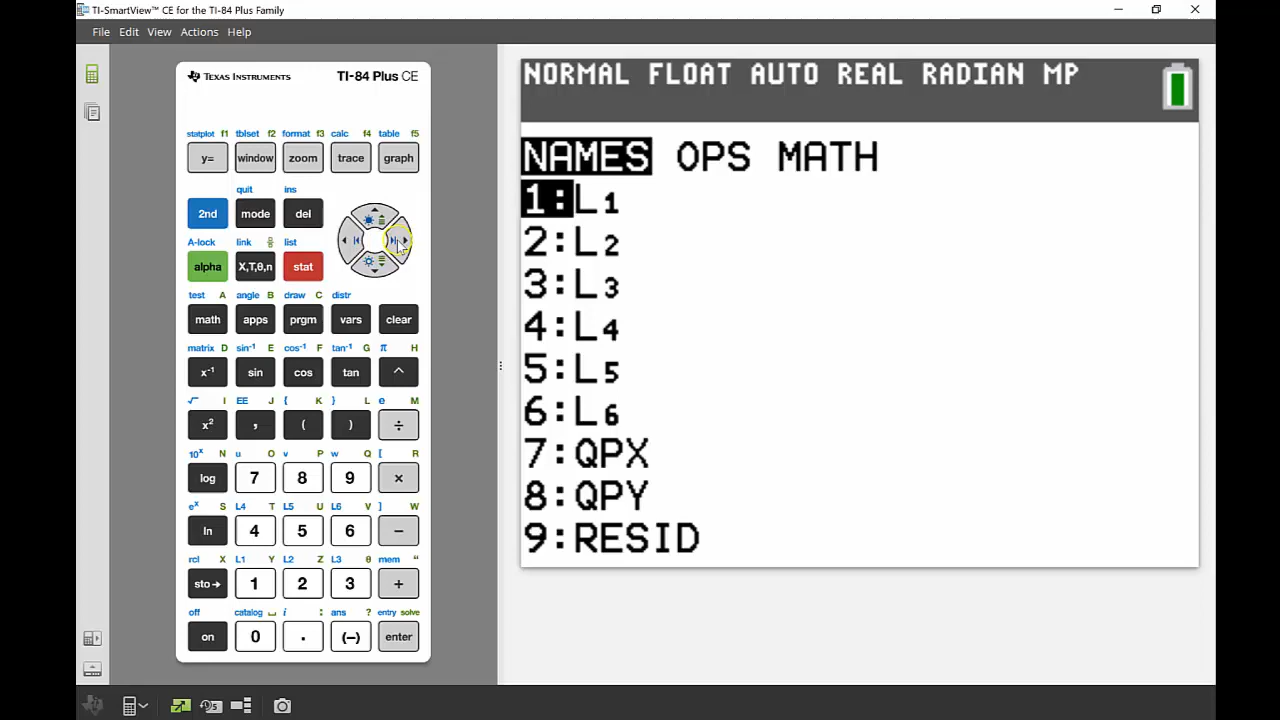 TI-SmartView™ CE for the TI-84 Plus Family
File Edit View Actions Help
TEXAS INSTRUMENTS TI-84 Plus CE
statplot f1 tblset f2 format f3 calc f4 table f5
y= window zoom trace graph
quit ins
2nd mode del
A-lock link list
alpha X,T,θ,n stat
test A angle B draw C distr
math apps prgm vars clear
matrix D sin⁻¹ E cos⁻¹ F tan⁻¹ G π H
x⁻¹ sin cos tan ^
√ I EE J { K } L e M
x² , ( ) ÷
10ˣ N u O v P w Q [ R
log 7 8 9 ×
eˣ S L4 T L5 U L6 V ] W
ln 4 5 6 −
rcl X L1 Y L2 Z L3 θ mem “
sto→ 1 2 3 +
off catalog ⎵ i : ans ? entry solve
on 0 . (−) enter
NORMAL FLOAT AUTO REAL RADIAN MP
NAMES OPS MATH
1:L₁
2:L₂
3:L₃
4:L₄
5:L₅
6:L₆
7:QPX
8:QPY
9:RESID